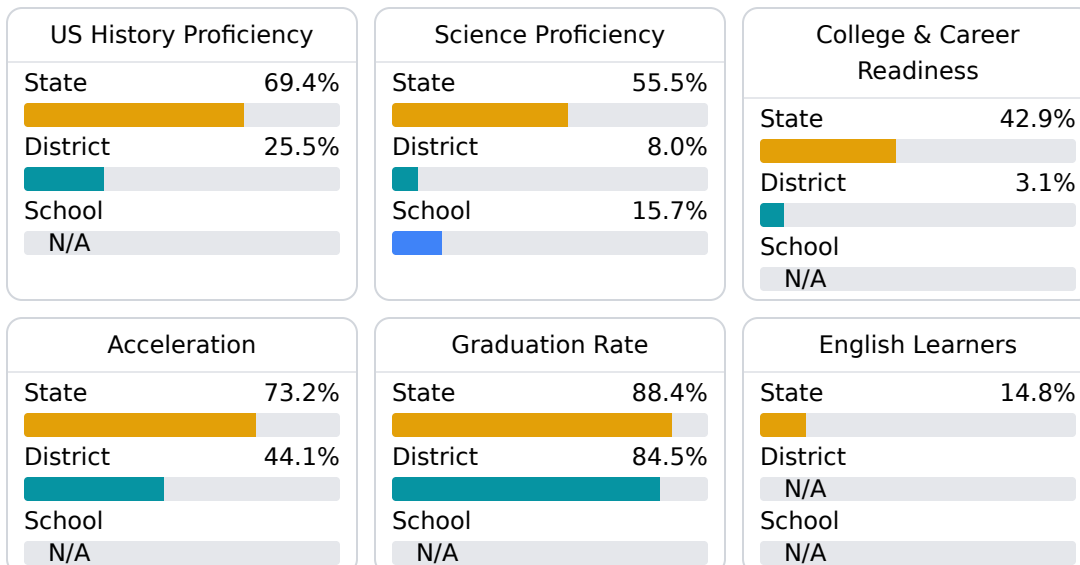 US History Proficiency
State 69.4%
District 25.5%
School
N/A
Science Proficiency
State 55.5%
District 8.0%
School 15.7%
College & Career
Readiness
State 42.9%
District 3.1%
School
N/A
Acceleration
State 73.2%
District 44.1%
School
N/A
Graduation Rate
State 88.4%
District 84.5%
School
N/A
English Learners
State 14.8%
District
N/A
School
N/A